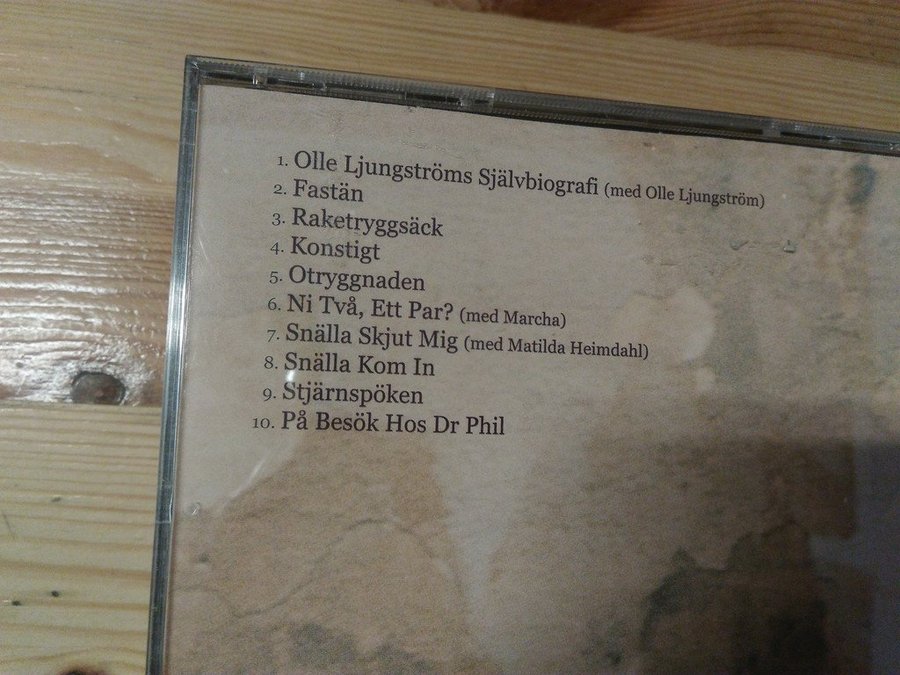 1. Olle Ljungströms Självbiografi (med Olle Ljungström)
2. Fastän
3. Raketryggsäck
4. Konstigt
5. Otryggnaden
6. Ni Två, Ett Par? (med Marcha)
7. Snälla Skjut Mig (med Matilda Heimdahl)
8. Snälla Kom In
9. Stjärnspöken
10. På Besök Hos Dr Phil